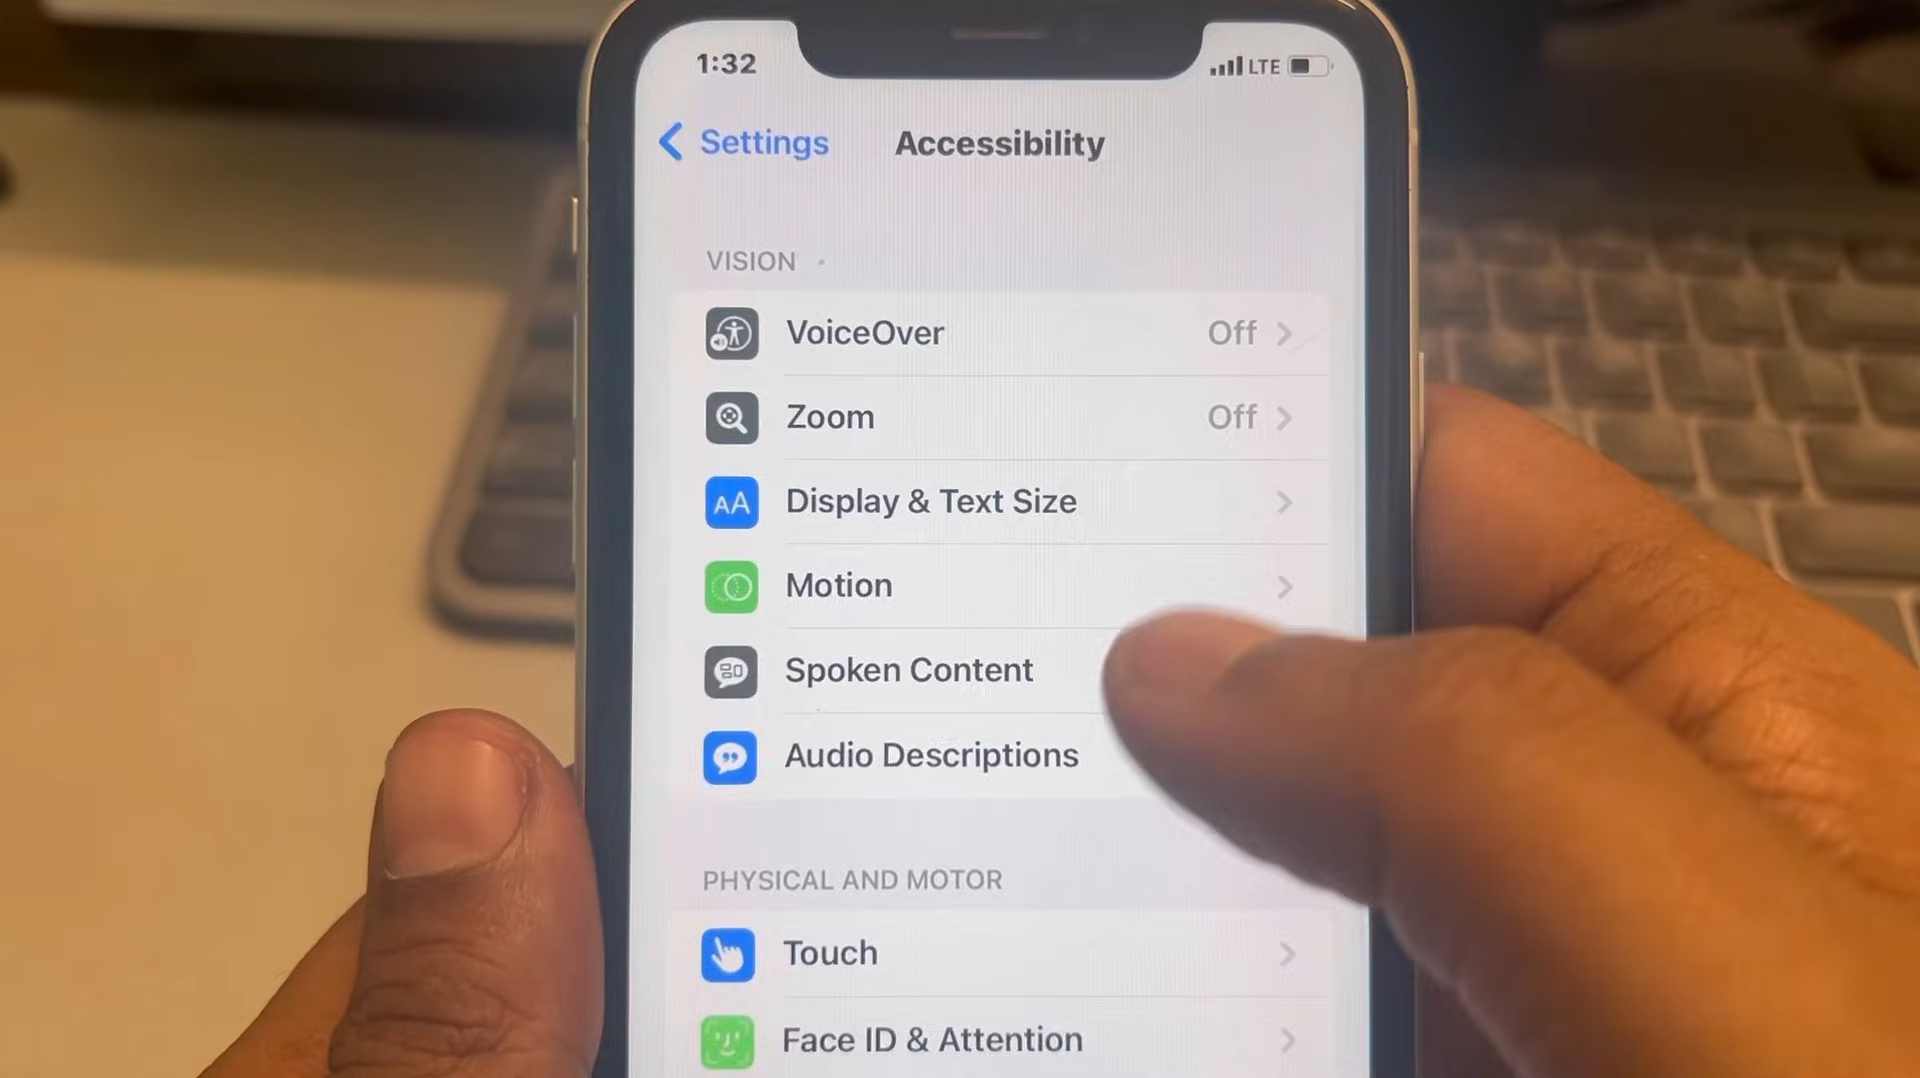 1:32
LTE
Settings
Accessibility
VISION
VoiceOver Off
Zoom Off
AA Display & Text Size
Motion
Spoken Content
Audio Descriptions
PHYSICAL AND MOTOR
Touch
Face ID & Attention